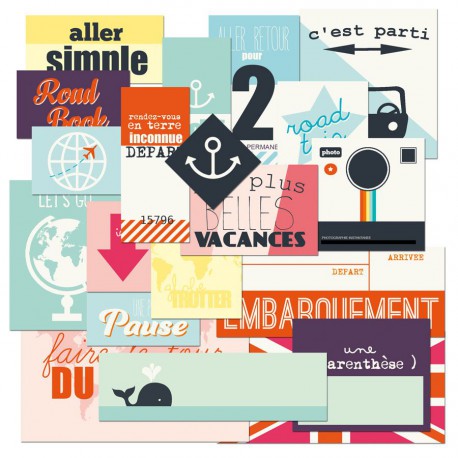 aller
simple
ALLER RETOUR
pour
2
PERMANE
c'est parti
Road
Book
rendez-vous
en terre
inconnue
DEPART
15796
road
photo
LET'S GO
plus
BELLES
VACANCES
ARRIVEE
DEPART
Pause
TROTTER
EMBARQUEMENT
faire le tour
DU
une
parenthèse )